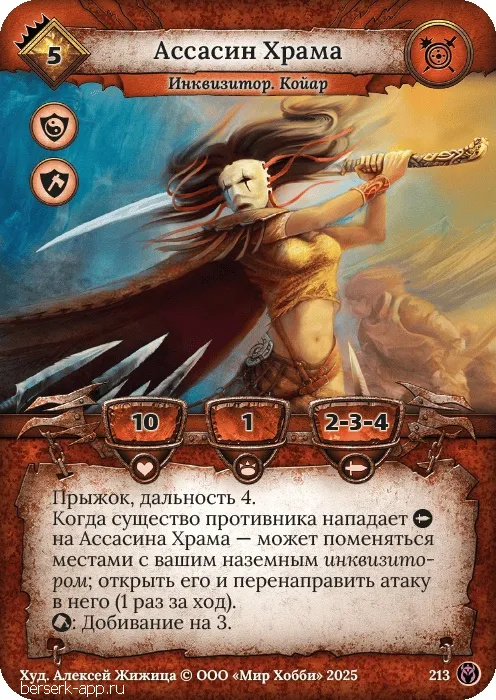 5
Ассасин Храма
Инквизитор. Койар
10
1
2-3-4
Прыжок, дальность 4.
Когда существо противника нападает
на Ассасина Храма — может поменяться
местами с вашим наземным инквизито-
ром; открыть его и перенаправить атаку
в него (1 раз за ход).
: Добивание на 3.
Худ. Алексей Жижица © ООО «Мир Хобби» 2025
213
berserk-app.ru